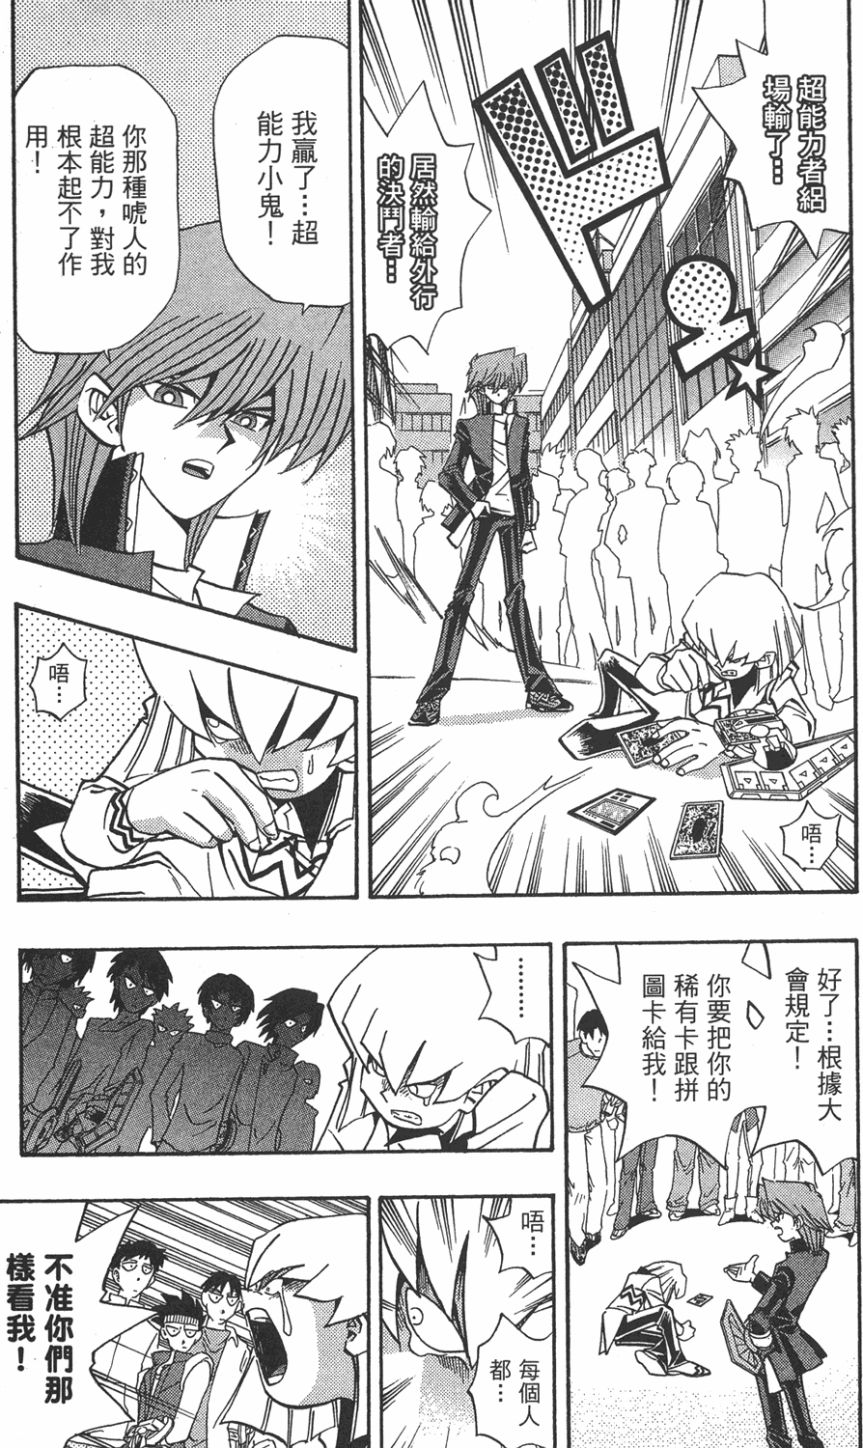 超能力者紹
場輸了…
居然輸給外行
的決鬥者…
ドン
唔…
我贏了…超
能力小鬼！
你那種唬人的
超能力，對我
根本起不了作
用！
唔…
好了…根據大
會規定！
你要把你的
稀有卡跟拼
圖卡給我！
………
唔…
每個人
都…
不准你們那
樣看我！